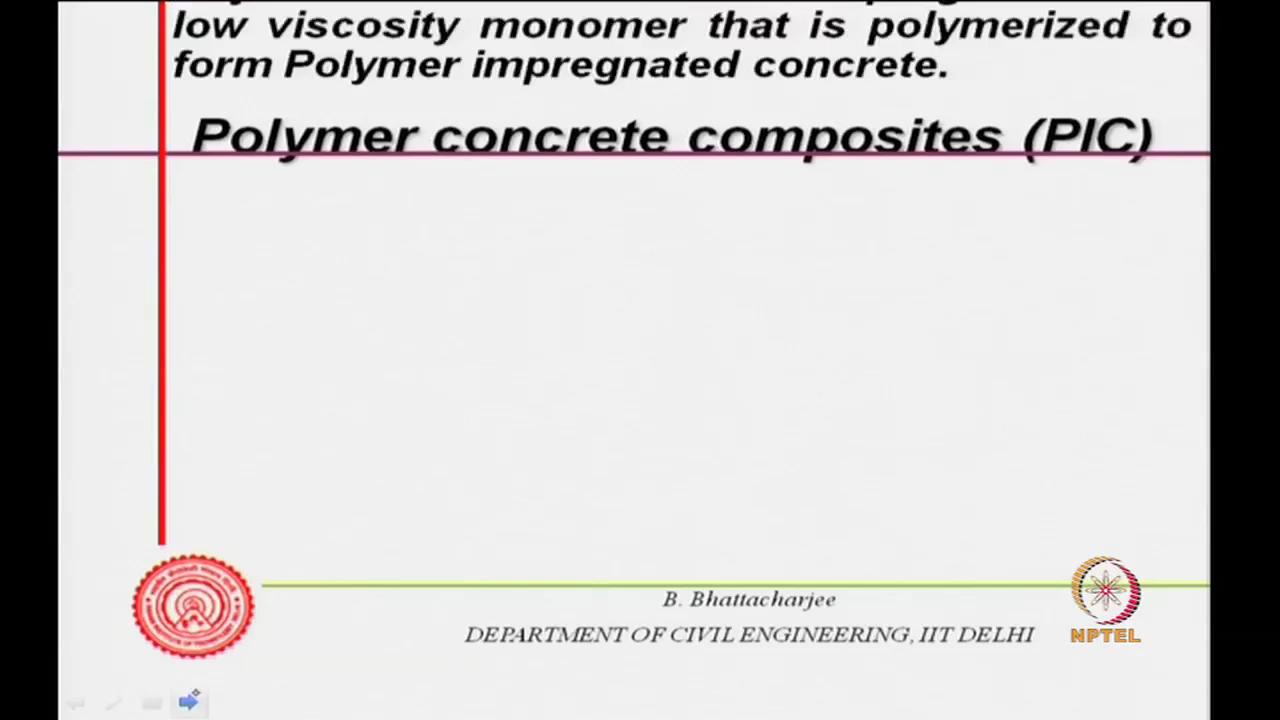 low viscosity monomer that is polymerized to
form Polymer impregnated concrete.
Polymer concrete composites (PIC)
B. Bhattacharjee
DEPARTMENT OF CIVIL ENGINEERING, IIT DELHI
NPTEL